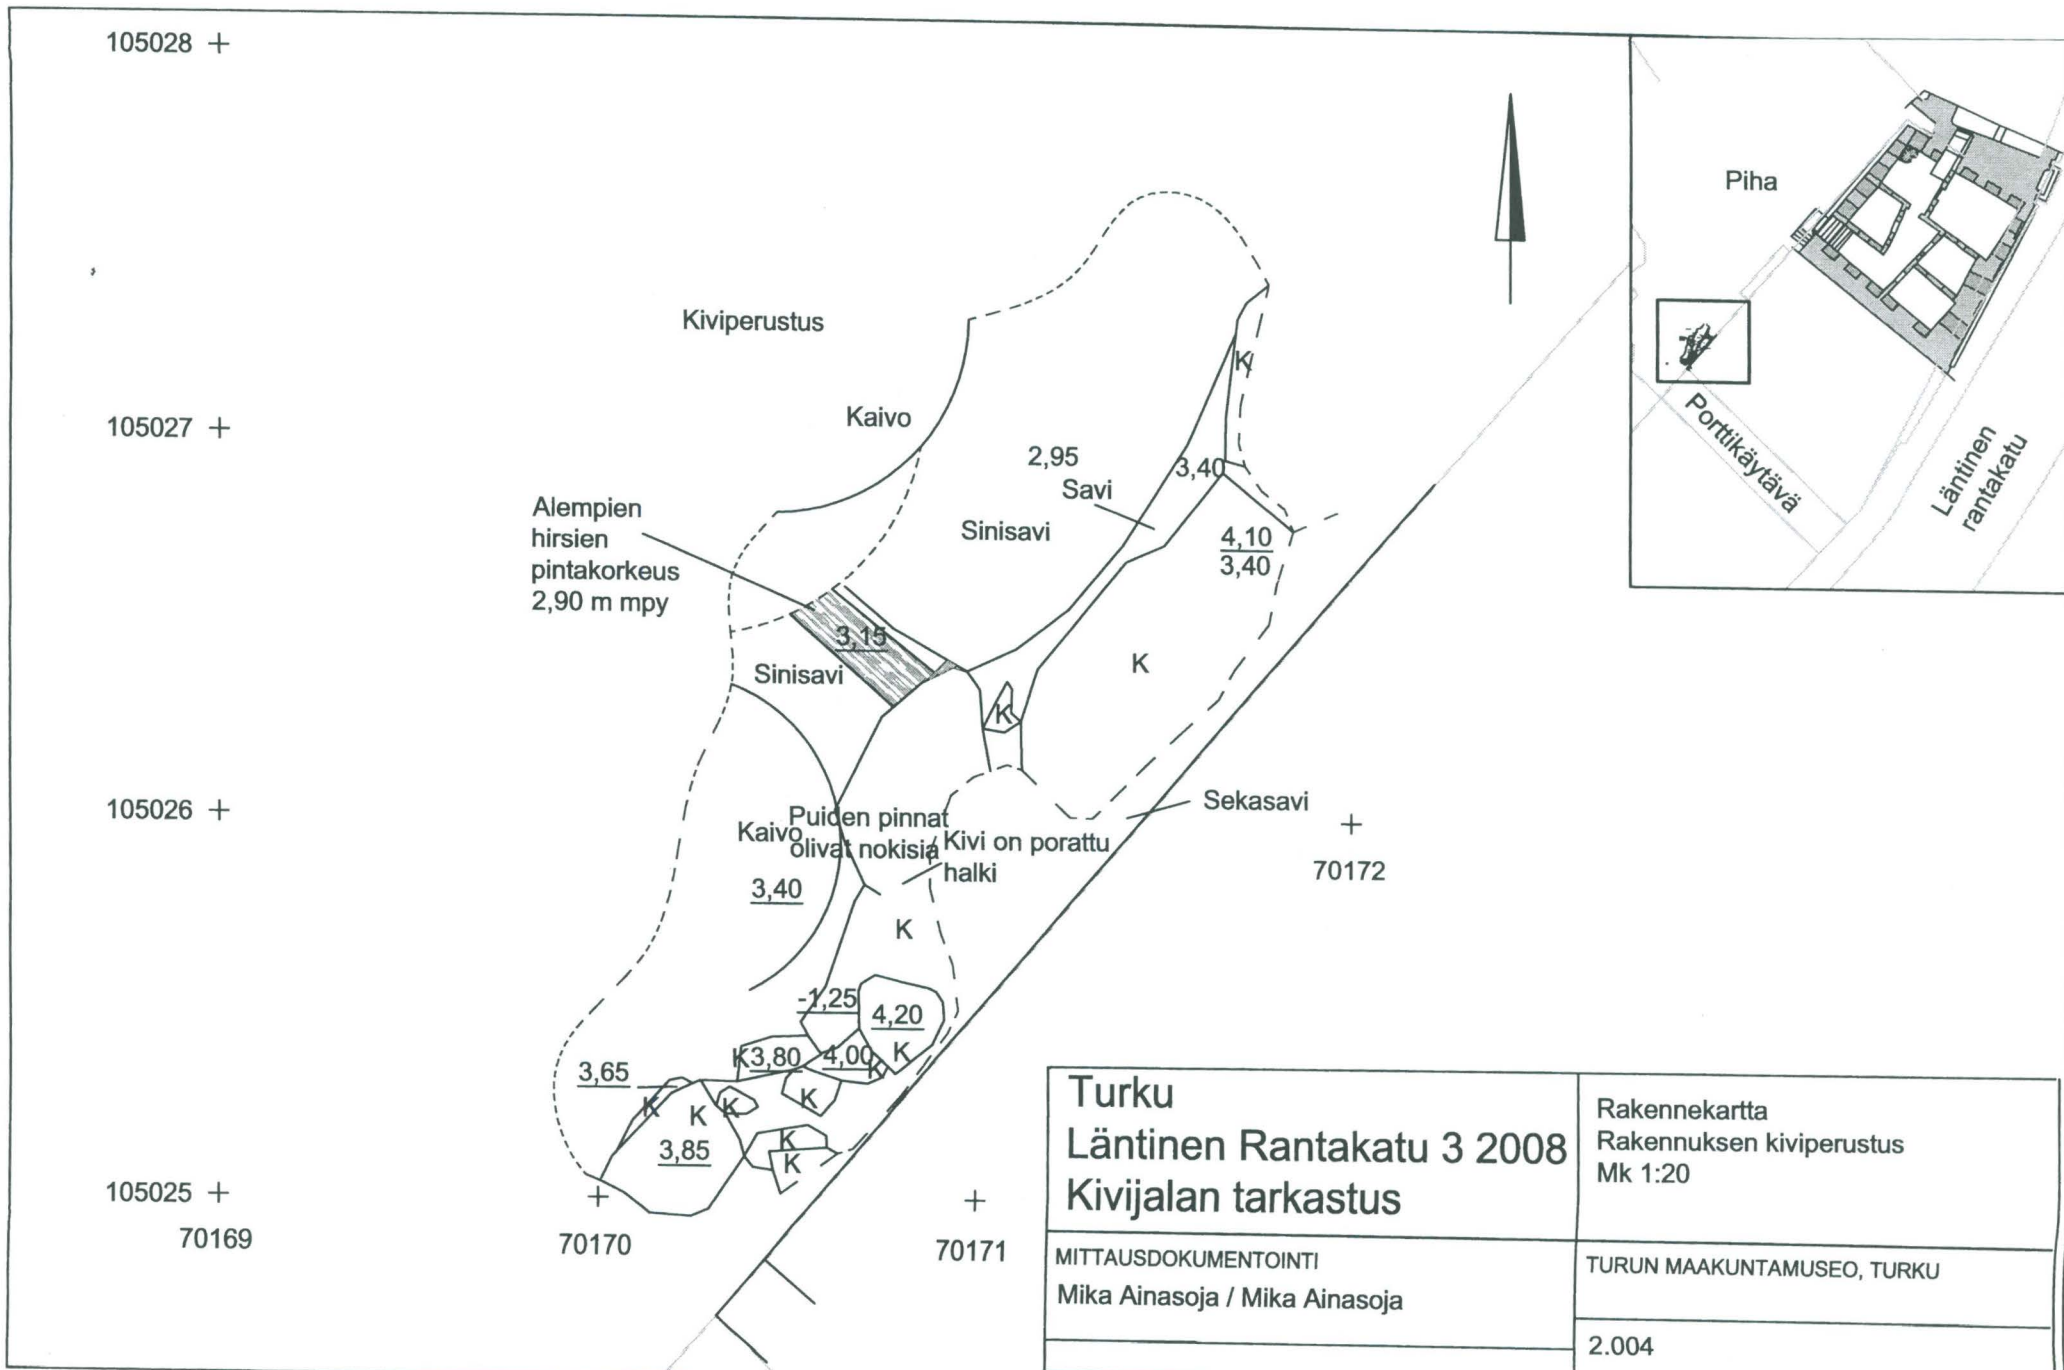 105028
Piha
Kiviperustus
Kaivo
105027
K
2,95
3,40
Savi
Alempien
hirsien
pintakorkeus
2,90 m mpy
Sinisavi
4,10
3,40
Porttikäytävä
Läntinen
rantakatu
3,15
Sinisavi
K
K
105026
Sekasavi
Puiden pinnat
olivat nokisia
Kaivo
Kivi on porattu
halki
3,40
70172
K
-1,25
4,20
K
K
3,80
4,00
K
3,65
K
K
K
K
3,85
K
K
105025
70169
70170
70171
Turku
Läntinen Rantakatu 3 2008
Kivijalan tarkastus
Rakennekartta
Rakennuksen kiviperustus
Mk 1:20
MITTAUSDOKUMENTOINTI
Mika Ainasoja / Mika Ainasoja
TURUN MAAKUNTAMUSEO, TURKU
2.004